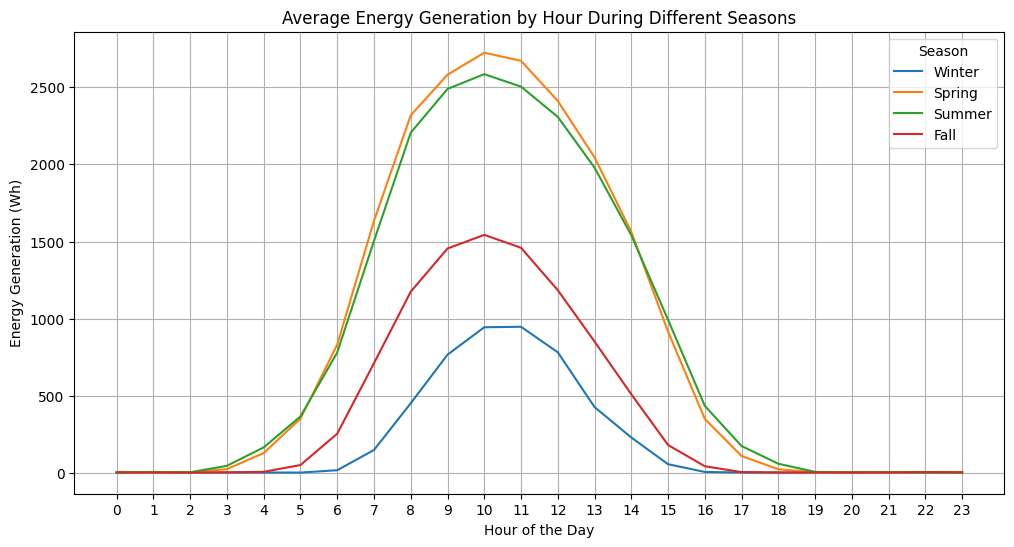 Average Energy Generation by Hour During Different Seasons
Season
Winter
Spring
Summer
Fall
Energy Generation (Wh)
2500
2000
1500
1000
500
0
0 1 2 3 4 5 6 7 8 9 10 11 12 13 14 15 16 17 18 19 20 21 22 23
Hour of the Day